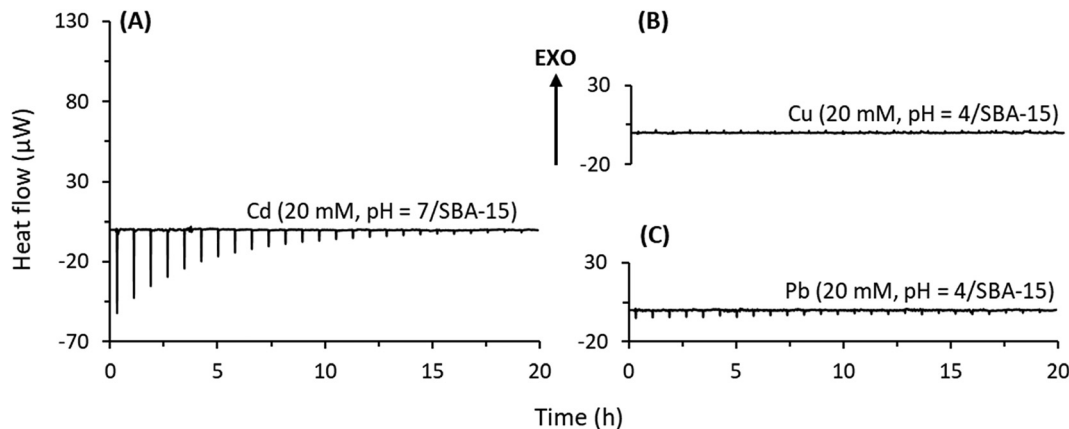 (A)
130
80
30
-20
-70
Heat flow (µW)
Cd (20 mM, pH = 7/SBA-15)
0 5 10 15 20
EXO
(B)
30
-20
Cu (20 mM, pH = 4/SBA-15)
(C)
30
-20
Pb (20 mM, pH = 4/SBA-15)
0 5 10 15 20
Time (h)